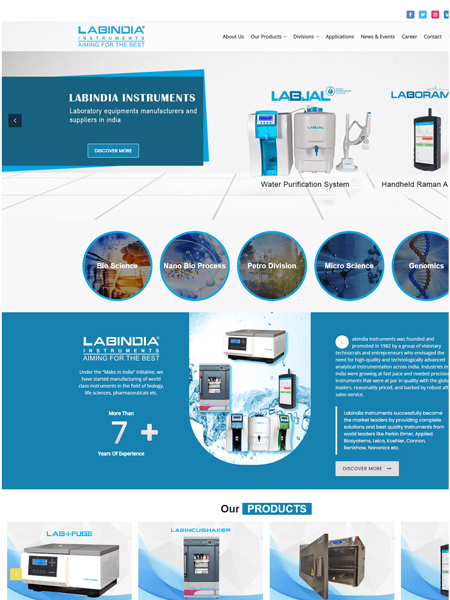 LABINDIA
INSTRUMENTS
AIMING FOR THE BEST
About Us Our Products Divisions Applications News & Events Career Contact
LABINDIA INSTRUMENTS
Laboratory equipments manufacturers and
suppliers in india
DISCOVER MORE
LABJAL
LABORAM
LABJAL
Water Purification System
Handheld Raman A
Bio Science
Nano Bio Process
Petro Division
Micro Science
Genomics
LABINDIA
INSTRUMENTS
AIMING FOR THE BEST
Under the "Make in India" initiative, we
have started manufacturing of world
class instruments in the field of biology,
life sciences, pharmaceuticals etc.
More Than
7 +
Years Of Experience
L
abindia Instruments was founded and
promoted in 1982 by a group of visionary
technocrats and entrepreneurs who envisaged the
need for high-quality and technologically advanced
analytical instrumentation across India. Industries in
India were growing at fast pace and needed precision
instruments that were at par in quality with the global
leaders, reasonably priced, and backed by robust aft
sales-service.
Labindia Instruments successfully became
the market leaders by providing complete
solutions and best quality instruments from
world leaders like Perkin Elmer, Applied
Biosystems, Leica, Koehler, Cannon,
Renishaw, Nanonics etc.
DISCOVER MORE
Our PRODUCTS
LAB-I-FUGE
LABINCUSHAKER